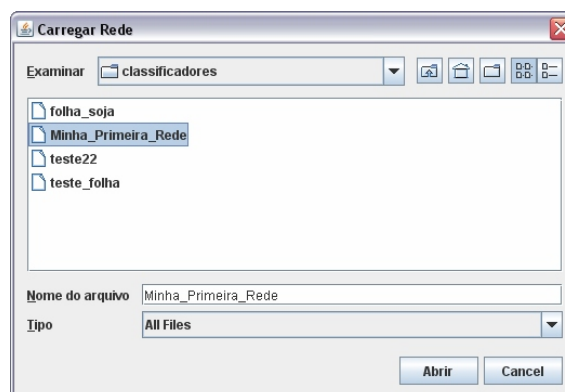 Carregar Rede
Examinar classificadores
folha_soja
Minha_Primeira_Rede
teste22
teste_folha
Nome do arquivo Minha_Primeira_Rede
Tipo All Files
Abrir Cancel